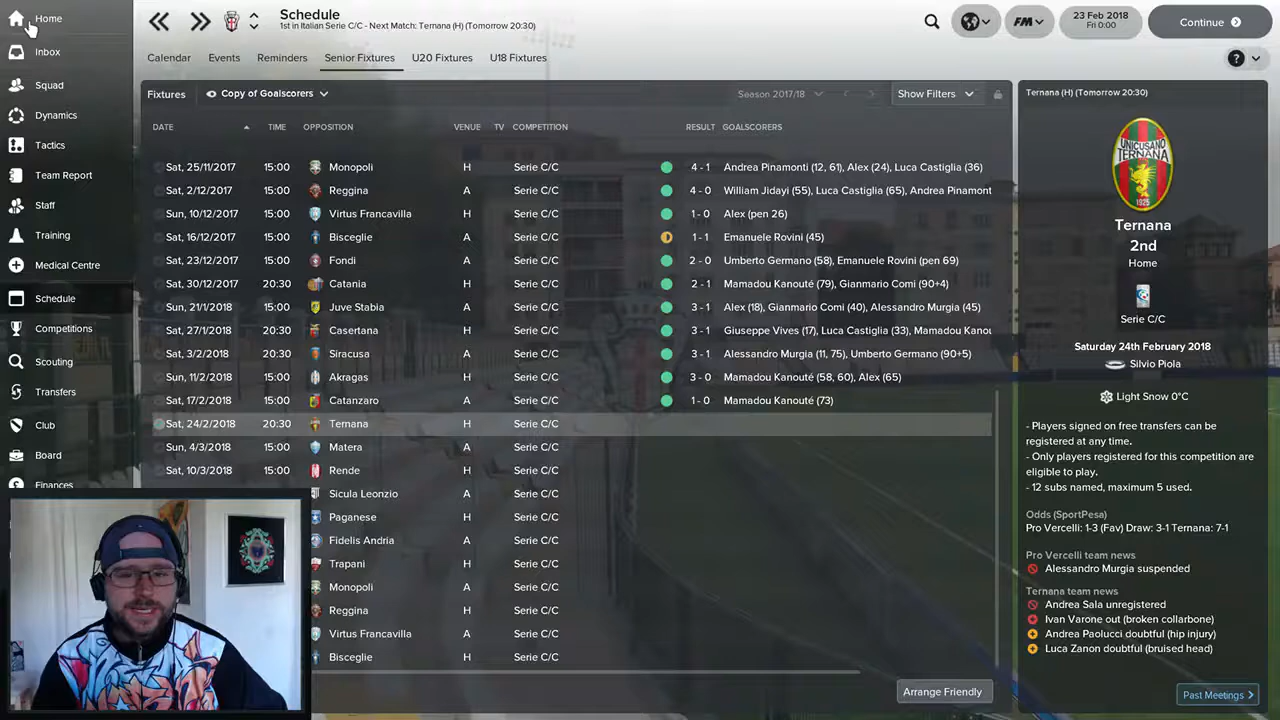 Home
Inbox
Squad
Dynamics
Tactics
Team Report
Staff
Training
Medical Centre
Schedule
Competitions
Scouting
Transfers
Club
Board
Finances
Schedule
1st in Italian Serie C/C - Next Match: Ternana (H) (Tomorrow 20:30)
FM
23 Feb 2018
Fri 0:00
Continue
Calendar Events Reminders Senior Fixtures U20 Fixtures U18 Fixtures
?
Fixtures Copy of Goalscorers Season 2017/18 Show Filters
DATE TIME OPPOSITION VENUE TV COMPETITION RESULT GOALSCORERS
Sat, 25/11/2017 15:00 Monopoli H Serie C/C 4 - 1 Andrea Pinamonti (12, 61), Alex (24), Luca Castiglia (36)
Sat, 2/12/2017 15:00 Reggina A Serie C/C 4 - 0 William Jidayi (55), Luca Castiglia (65), Andrea Pinamont
Sun, 10/12/2017 15:00 Virtus Francavilla H Serie C/C 1 - 0 Alex (pen 26)
Sat, 16/12/2017 15:00 Bisceglie A Serie C/C 1 - 1 Emanuele Rovini (45)
Sat, 23/12/2017 15:00 Fondi A Serie C/C 2 - 0 Umberto Germano (58), Emanuele Rovini (pen 69)
Sat, 30/12/2017 20:30 Catania H Serie C/C 2 - 1 Mamadou Kanouté (79), Gianmario Comi (90+4)
Sun, 21/1/2018 15:00 Juve Stabia A Serie C/C 3 - 1 Alex (18), Gianmario Comi (40), Alessandro Murgia (45)
Sat, 27/1/2018 20:30 Casertana H Serie C/C 3 - 1 Giuseppe Vives (17), Luca Castiglia (33), Mamadou Kanou
Sat, 3/2/2018 20:30 Siracusa A Serie C/C 3 - 1 Alessandro Murgia (11, 75), Umberto Germano (90+5)
Sun, 11/2/2018 15:00 Akragas H Serie C/C 3 - 0 Mamadou Kanouté (58, 60), Alex (65)
Sat, 17/2/2018 15:00 Catanzaro A Serie C/C 1 - 0 Mamadou Kanouté (73)
Sat, 24/2/2018 20:30 Ternana H Serie C/C
Sun, 4/3/2018 15:00 Matera A Serie C/C
Sat, 10/3/2018 15:00 Rende H Serie C/C
Sicula Leonzio A Serie C/C
Paganese H Serie C/C
Fidelis Andria A Serie C/C
Trapani H Serie C/C
Monopoli A Serie C/C
Reggina H Serie C/C
Virtus Francavilla A Serie C/C
Bisceglie H Serie C/C
Arrange Friendly
Ternana (H) (Tomorrow 20:30)
UNICUSANO
TERNANA
1925
Ternana
2nd
Home
Serie C/C
Saturday 24th February 2018
Silvio Piola
Light Snow 0°C
- Players signed on free transfers can be
registered at any time.
- Only players registered for this competition are
eligible to play.
- 12 subs named, maximum 5 used.
Odds (SportPesa)
Pro Vercelli: 1-3 (Fav) Draw: 3-1 Ternana: 7-1
Pro Vercelli team news
Alessandro Murgia suspended
Ternana team news
Andrea Sala unregistered
Ivan Varone out (broken collarbone)
Andrea Paolucci doubtful (hip injury)
Luca Zanon doubtful (bruised head)
Past Meetings